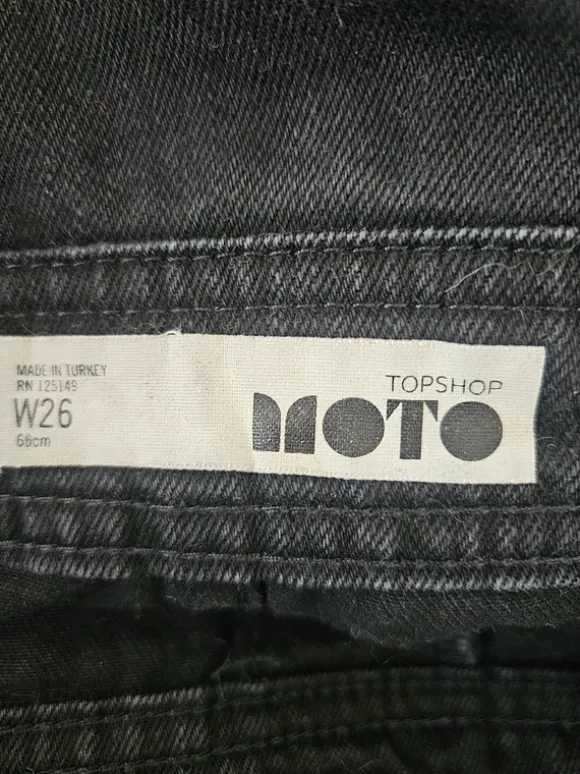 MADE IN TURKEY
RN 125149
W26
66cm
TOPSHOP
MOTO